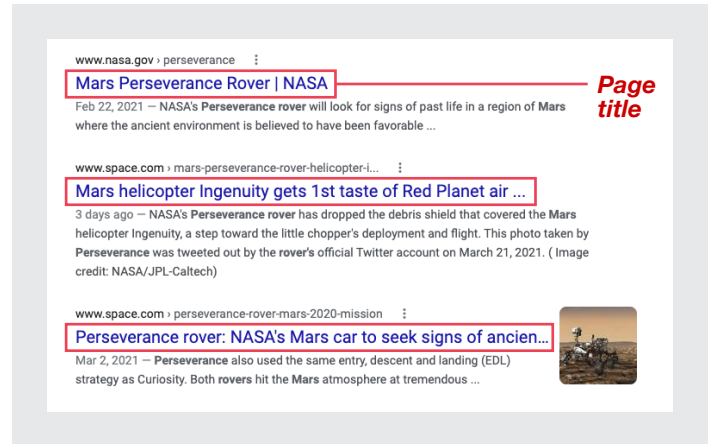 www.nasa.gov › perseverance
Mars Perseverance Rover | NASA
Page
title
Feb 22, 2021 — NASA's Perseverance rover will look for signs of past life in a region of Mars
where the ancient environment is believed to have been favorable ...
www.space.com › mars-perseverance-rover-helicopter-i...
Mars helicopter Ingenuity gets 1st taste of Red Planet air ...
3 days ago — NASA's Perseverance rover has dropped the debris shield that covered the Mars
helicopter Ingenuity, a step toward the little chopper's deployment and flight. This photo taken by
Perseverance was tweeted out by the rover's official Twitter account on March 21, 2021. ( Image
credit: NASA/JPL-Caltech)
www.space.com › perseverance-rover-mars-2020-mission
Perseverance rover: NASA's Mars car to seek signs of ancien...
Mar 2, 2021 — Perseverance also used the same entry, descent and landing (EDL)
strategy as Curiosity. Both rovers hit the Mars atmosphere at tremendous ...